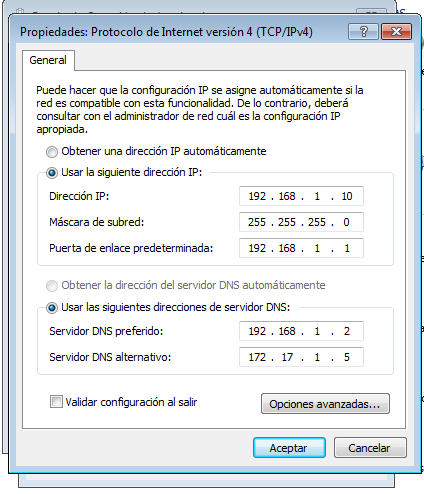 Propiedades: Protocolo de Internet versión 4 (TCP/IPv4)
General
Puede hacer que la configuración IP se asigne automáticamente si la
red es compatible con esta funcionalidad. De lo contrario, deberá
consultar con el administrador de red cuál es la configuración IP
apropiada.
Obtener una dirección IP automáticamente
Usar la siguiente dirección IP:
Dirección IP: 192 . 168 . 1 . 10
Máscara de subred: 255 . 255 . 255 . 0
Puerta de enlace predeterminada: 192 . 168 . 1 . 1
Obtener la dirección del servidor DNS automáticamente
Usar las siguientes direcciones de servidor DNS:
Servidor DNS preferido: 192 . 168 . 1 . 2
Servidor DNS alternativo: 172 . 17 . 1 . 5
Validar configuración al salir
Opciones avanzadas...
Aceptar
Cancelar